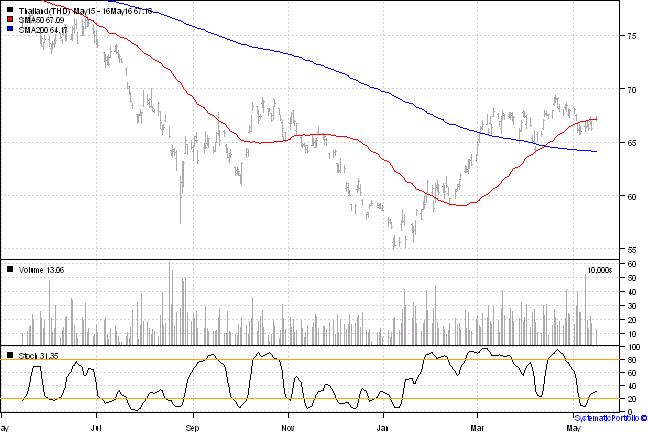 Thailand(THD) May15 - 16May16 67.18
SMA50 67.09
SMA200 64.17
75
70
65
60
55
Volume 13.06
10,000s
60
50
40
30
20
10
Stoch 31.35
100
80
60
40
20
0
ay Jul Sep Nov Jan Mar May
SystematicPortfolio ©